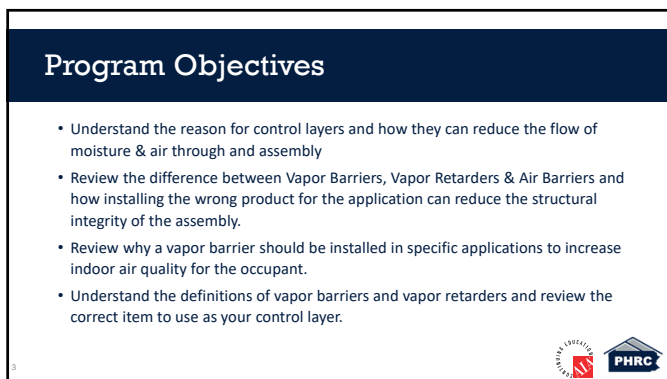 Program Objectives
• Understand the reason for control layers and how they can reduce the flow of
moisture & air through and assembly
• Review the difference between Vapor Barriers, Vapor Retarders & Air Barriers and
how installing the wrong product for the application can reduce the structural
integrity of the assembly.
• Review why a vapor barrier should be installed in specific applications to increase
indoor air quality for the occupant.
• Understand the definitions of vapor barriers and vapor retarders and review the
correct item to use as your control layer.
3
CONTINUING EDUCATION
AIA
PHRC